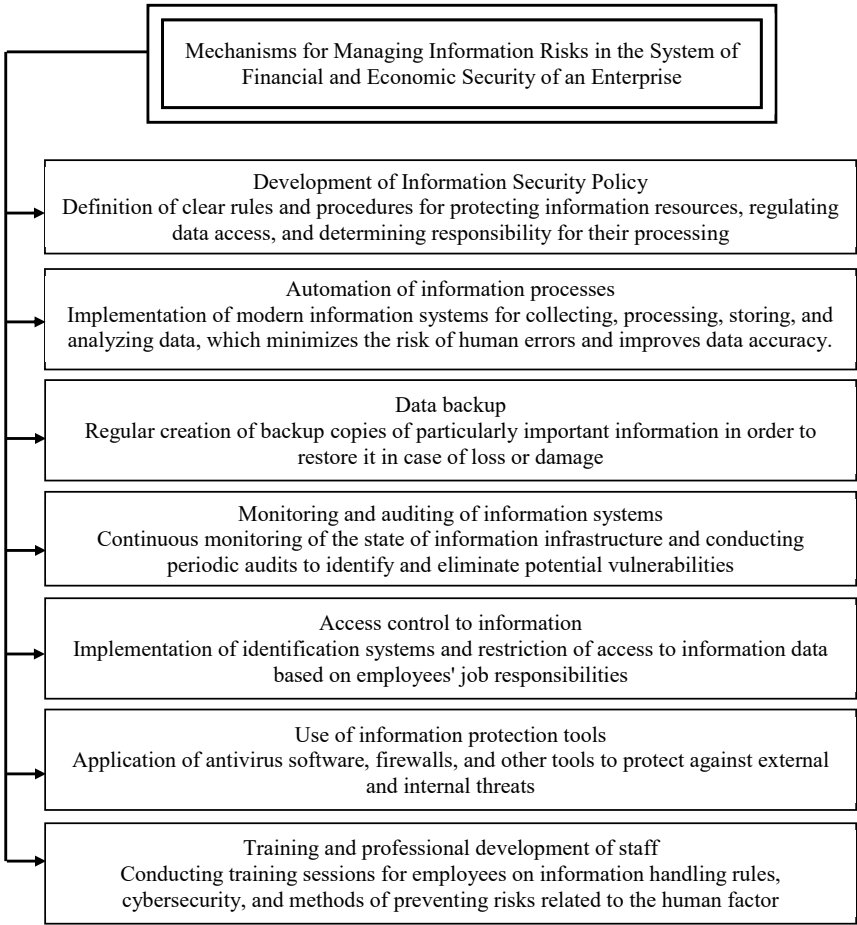 Mechanisms for Managing Information Risks in the System of
Financial and Economic Security of an Enterprise
Development of Information Security Policy
Definition of clear rules and procedures for protecting information resources, regulating
data access, and determining responsibility for their processing
Automation of information processes
Implementation of modern information systems for collecting, processing, storing, and
analyzing data, which minimizes the risk of human errors and improves data accuracy.
Data backup
Regular creation of backup copies of particularly important information in order to
restore it in case of loss or damage
Monitoring and auditing of information systems
Continuous monitoring of the state of information infrastructure and conducting
periodic audits to identify and eliminate potential vulnerabilities
Access control to information
Implementation of identification systems and restriction of access to information data
based on employees' job responsibilities
Use of information protection tools
Application of antivirus software, firewalls, and other tools to protect against external
and internal threats
Training and professional development of staff
Conducting training sessions for employees on information handling rules,
cybersecurity, and methods of preventing risks related to the human factor